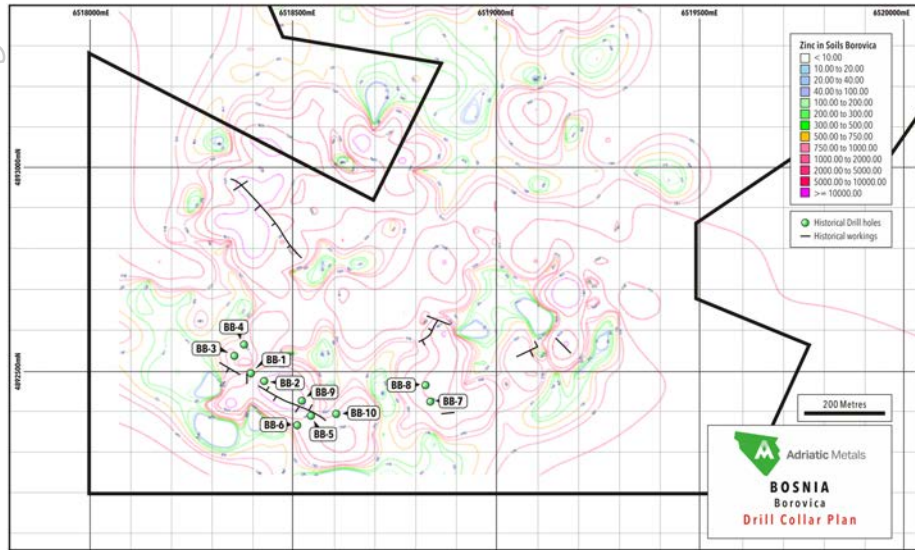 6518000mE
6518500mE
6519000mE
6519500mE
6520000mE
4893000mN
4892500mN
Zinc in Soils Borovica
< 10.00
10.00 to 20.00
20.00 to 40.00
40.00 to 100.00
100.00 to 200.00
200.00 to 300.00
300.00 to 500.00
500.00 to 750.00
750.00 to 1000.00
1000.00 to 2000.00
2000.00 to 5000.00
5000.00 to 10000.00
>= 10000.00
Historical Drill holes
Historical workings
BB-4
BB-3
BB-1
BB-2
BB-9
BB-8
BB-7
BB-10
BB-6
BB-5
200 Metres
Adriatic Metals
BOSNIA
Borovica
Drill Collar Plan